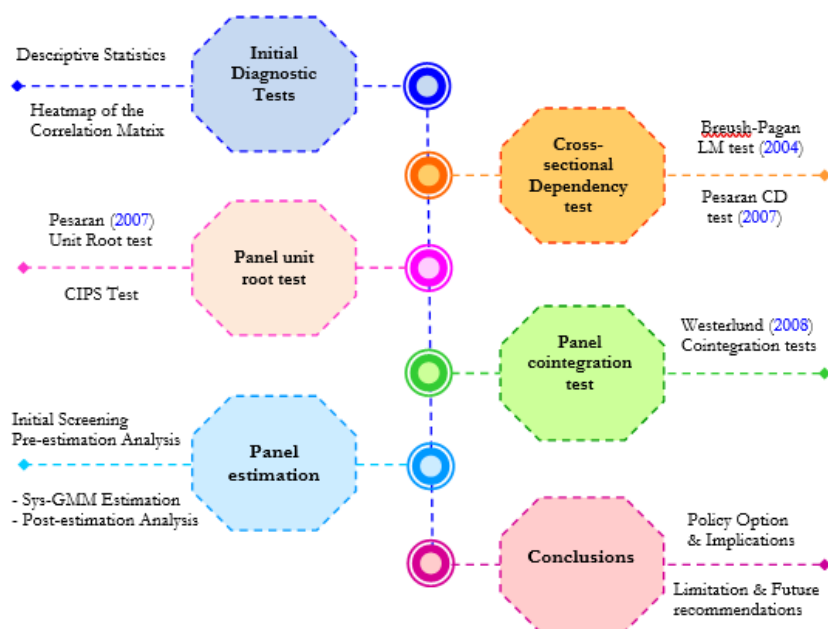 Descriptive Statistics
Heatmap of the
Correlation Matrix
Initial
Diagnostic
Tests
Cross-
sectional
Dependency
test
Breush-Pagan
LM test (2004)
Pesaran CD
test (2007)
Pesaran (2007)
Unit Root test
CIPS Test
Panel unit
root test
Panel
cointegration
test
Westerlund (2008)
Cointegration tests
Initial Screening
Pre-estimation Analysis
- Sys-GMM Estimation
- Post-estimation Analysis
Panel
estimation
Conclusions
Policy Option
& Implications
Limitation & Future
recommendations